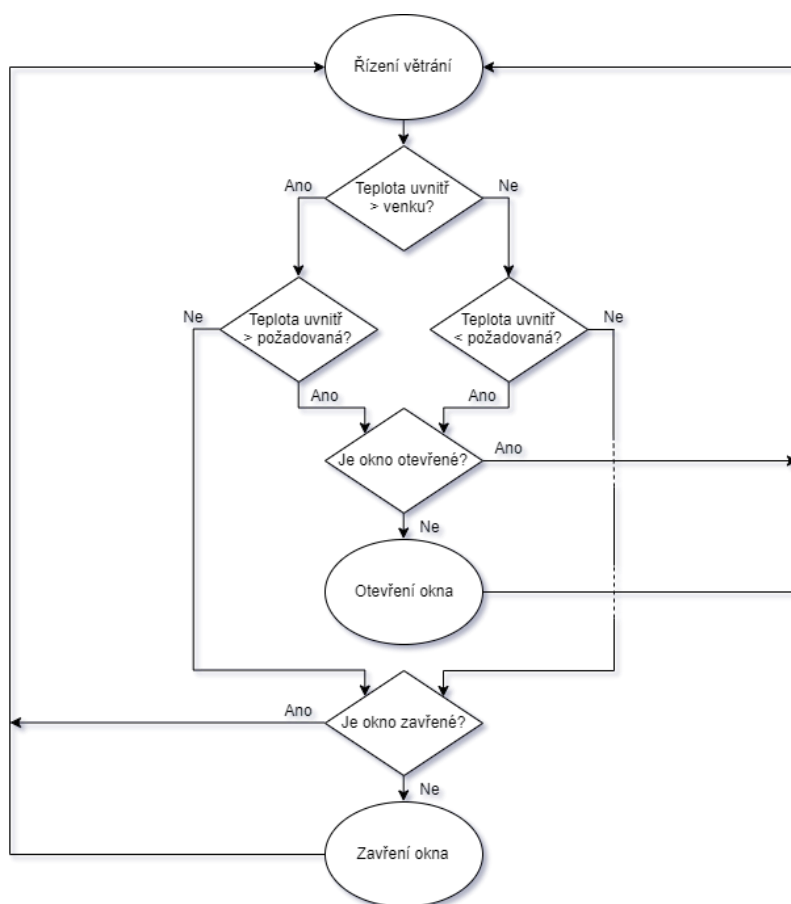 Řízení větrání
Ano
Teplota uvnitř
> venku?
Ne
Ne
Teplota uvnitř
> požadovaná?
Teplota uvnitř
< požadovaná?
Ne
Ano
Ano
Je okno otevřené?
Ano
Ne
Otevření okna
Ano
Je okno zavřené?
Ne
Zavření okna